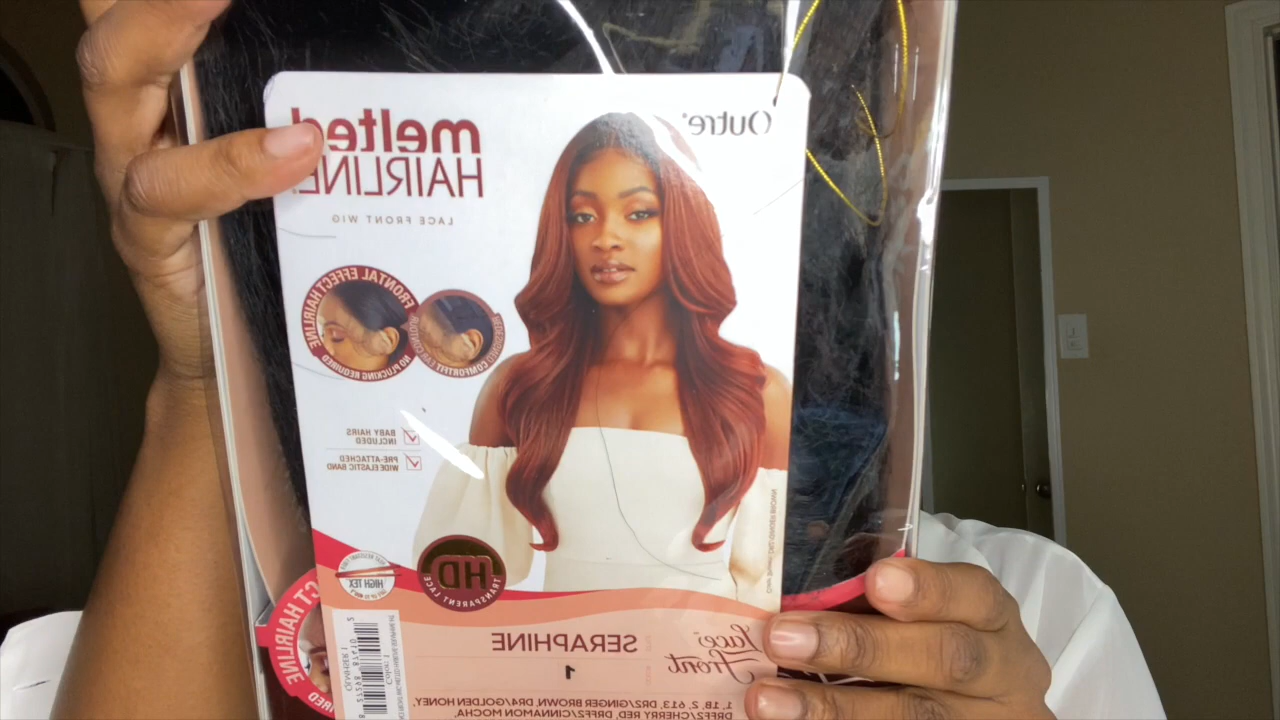 Outre
melted
HAIRLINE
LACE FRONT WIG
FRONTAL EFFECT HAIRLINE
NO PLUCKING REQUIRED
BABY HAIRS
INCLUDED
PRE-ATTACHED
WIDE ELASTIC BAND
HD
TRANSPARENT LACE
HIGH TEX
Lace
Front
SERAPHINE
1
1, 1B, 2, 613, DR2/GINGER BROWN, DR4/GOLDEN HONEY,
DRFF2/CHERRY RED, DRFF2/CINNAMON MOCHA,